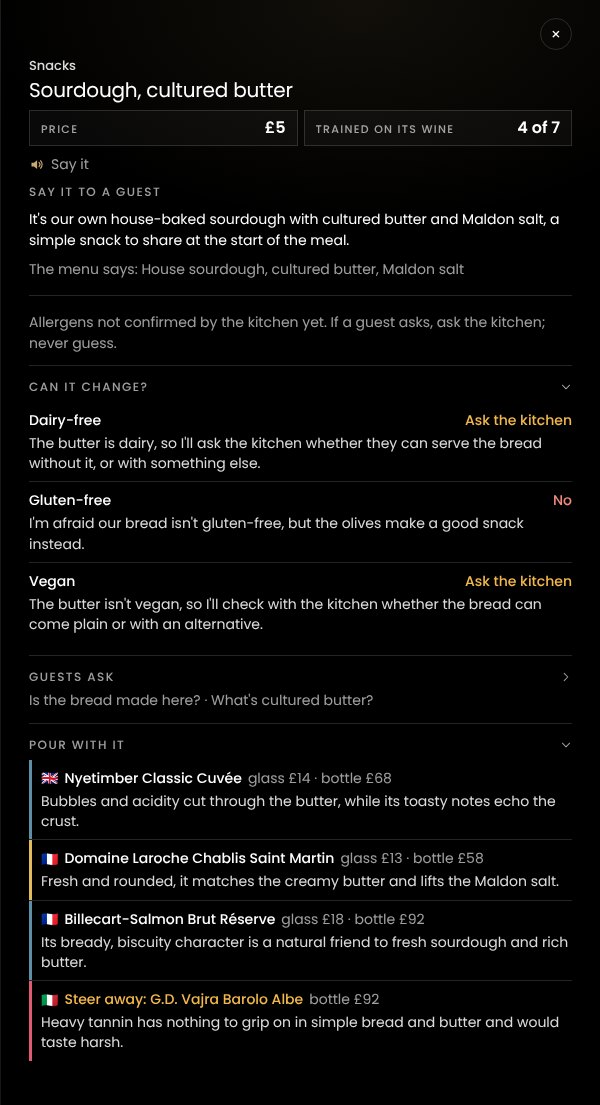 Snacks
Sourdough, cultured butter
PRICE £5
TRAINED ON ITS WINE 4 of 7
Say it
SAY IT TO A GUEST
It's our own house-baked sourdough with cultured butter and Maldon salt, a
simple snack to share at the start of the meal.
The menu says: House sourdough, cultured butter, Maldon salt
Allergens not confirmed by the kitchen yet. If a guest asks, ask the kitchen;
never guess.
CAN IT CHANGE?
Dairy-free Ask the kitchen
The butter is dairy, so I'll ask the kitchen whether they can serve the bread
without it, or with something else.
Gluten-free No
I'm afraid our bread isn't gluten-free, but the olives make a good snack
instead.
Vegan Ask the kitchen
The butter isn't vegan, so I'll check with the kitchen whether the bread can
come plain or with an alternative.
GUESTS ASK
Is the bread made here? · What's cultured butter?
POUR WITH IT
Nyetimber Classic Cuvée glass £14 · bottle £68
Bubbles and acidity cut through the butter, while its toasty notes echo the
crust.
Domaine Laroche Chablis Saint Martin glass £13 · bottle £58
Fresh and rounded, it matches the creamy butter and lifts the Maldon salt.
Billecart-Salmon Brut Réserve glass £18 · bottle £92
Its bready, biscuity character is a natural friend to fresh sourdough and rich
butter.
Steer away: G.D. Vajra Barolo Albe bottle £92
Heavy tannin has nothing to grip on in simple bread and butter and would
taste harsh.